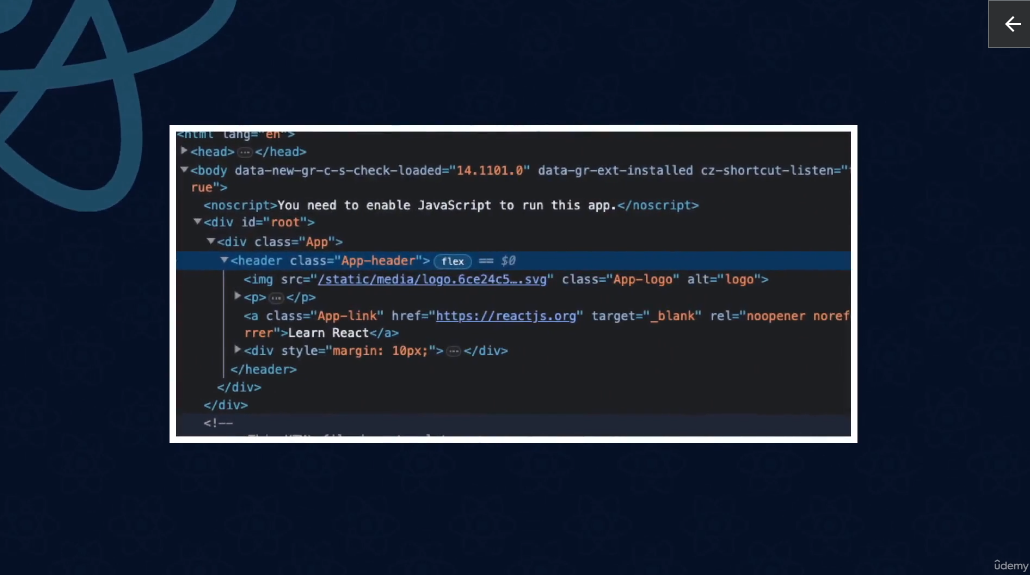 <html lang="en">
<head> … </head>
<body data-new-gr-c-s-check-loaded="14.1101.0" data-gr-ext-installed cz-shortcut-listen="
rue">
<noscript>You need to enable JavaScript to run this app.</noscript>
<div id="root">
<div class="App">
<header class="App-header"> flex == $0
<img src="/static/media/logo.6ce24c5….svg" class="App-logo" alt="logo">
<p> … </p>
<a class="App-link" href="https://reactjs.org" target="_blank" rel="noopener noref
rrer">Learn React</a>
<div style="margin: 10px;"> … </div>
</header>
</div>
</div>
<!--
ûdemy